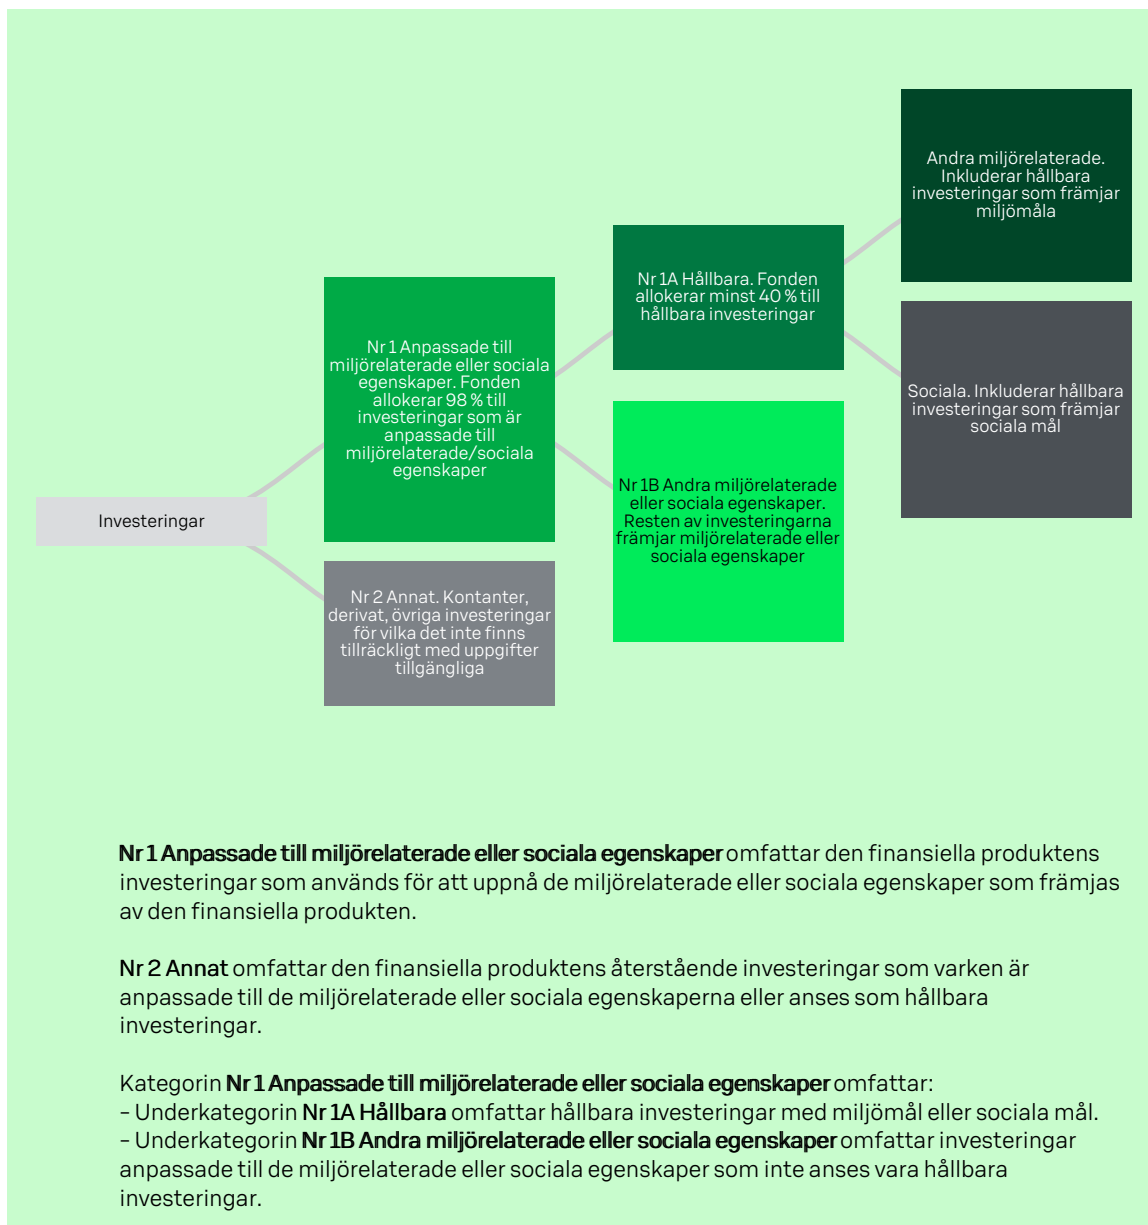 Investeringar
Nr 1 Anpassade till
miljörelaterade eller sociala
egenskaper. Fonden
allokerar 98 % till
investeringar som är
anpassade till
miljörelaterade/sociala
egenskaper
Nr 2 Annat. Kontanter,
derivat, övriga investeringar
för vilka det inte finns
tillräckligt med uppgifter
tillgängliga
Nr 1A Hållbara. Fonden
allokerar minst 40 % till
hållbara investeringar
Nr 1B Andra miljörelaterade
eller sociala egenskaper.
Resten av investeringarna
främjar miljörelaterade eller
sociala egenskaper
Andra miljörelaterade.
Inkluderar hållbara
investeringar som främjar
miljömåla
Sociala. Inkluderar hållbara
investeringar som främjar
sociala mål
Nr 1 Anpassade till miljörelaterade eller sociala egenskaper omfattar den finansiella produktens
investeringar som används för att uppnå de miljörelaterade eller sociala egenskaper som främjas
av den finansiella produkten.
Nr 2 Annat omfattar den finansiella produktens återstående investeringar som varken är
anpassade till de miljörelaterade eller sociala egenskaperna eller anses som hållbara
investeringar.
Kategorin Nr 1 Anpassade till miljörelaterade eller sociala egenskaper omfattar:
- Underkategorin Nr 1A Hållbara omfattar hållbara investeringar med miljömål eller sociala mål.
- Underkategorin Nr 1B Andra miljörelaterade eller sociala egenskaper omfattar investeringar
anpassade till de miljörelaterade eller sociala egenskaper som inte anses vara hållbara
investeringar.